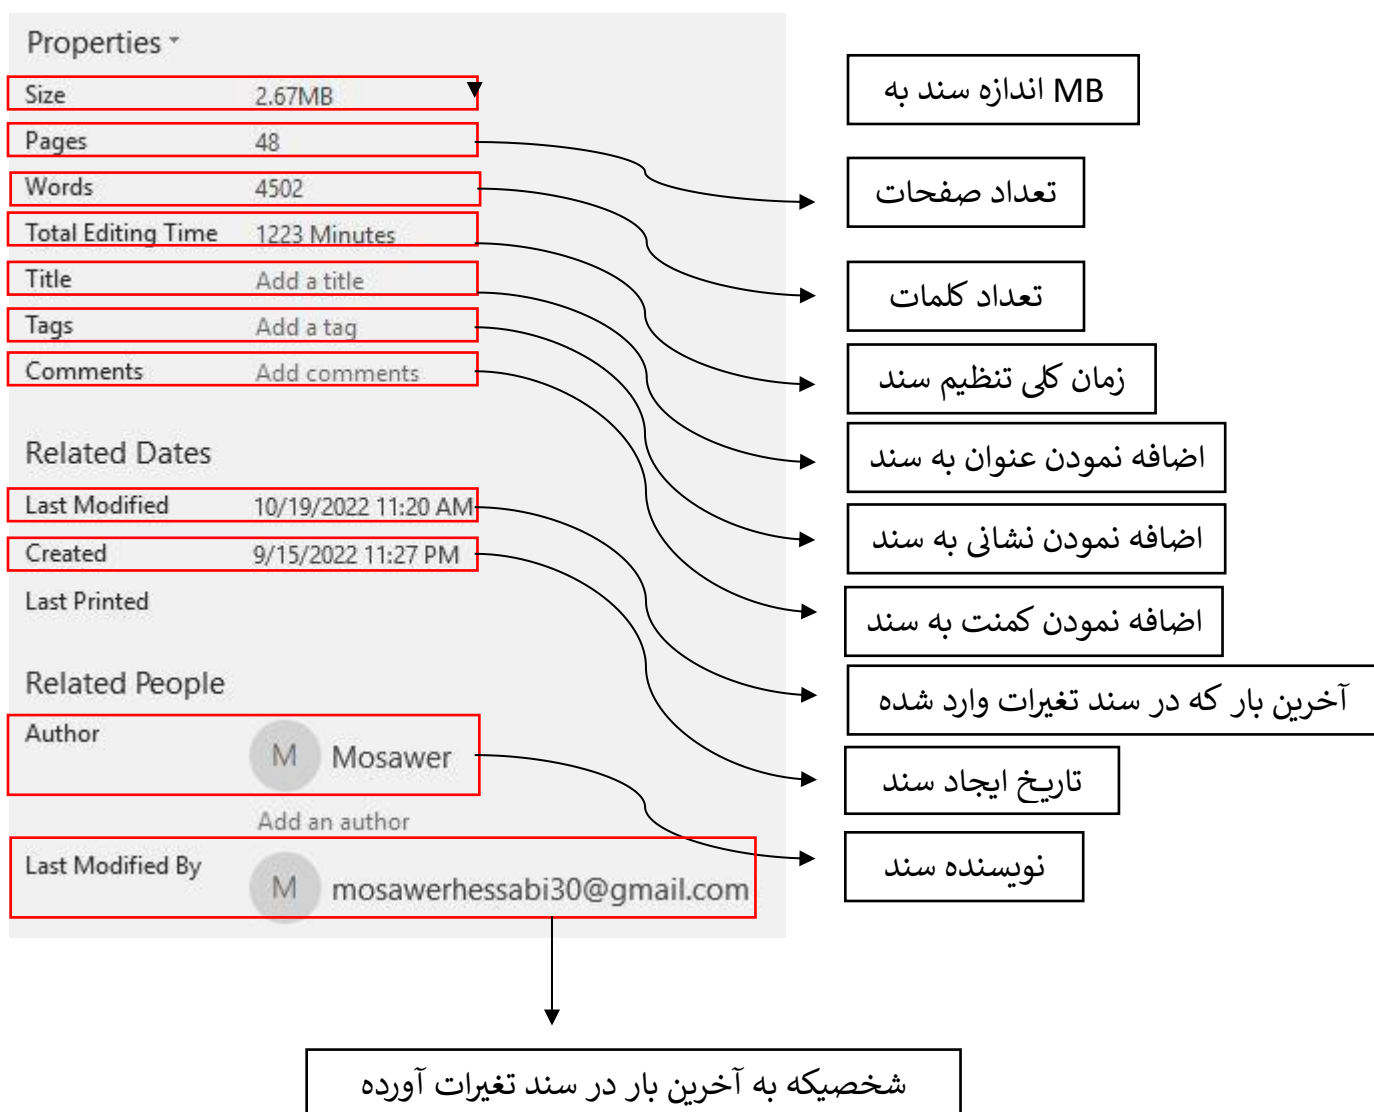 Properties
Size 2.67MB
MB اندازه سند به
Pages 48
تعداد صفحات
Words 4502
تعداد کلمات
Total Editing Time 1223 Minutes
زمان کلی تنظیم سند
Title Add a title
اضافه نمودن عنوان به سند
Tags Add a tag
اضافه نمودن نشانی به سند
Comments Add comments
اضافه نمودن کمنت به سند
Related Dates
Last Modified 10/19/2022 11:20 AM
آخرین بار که در سند تغیرات وارد شده
Created 9/15/2022 11:27 PM
تاریخ ایجاد سند
Last Printed
Related People
Author M Mosawer
نویسنده سند
Add an author
Last Modified By M mosawerhessabi30@gmail.com
شخصیکه به آخرین بار در سند تغیرات آورده